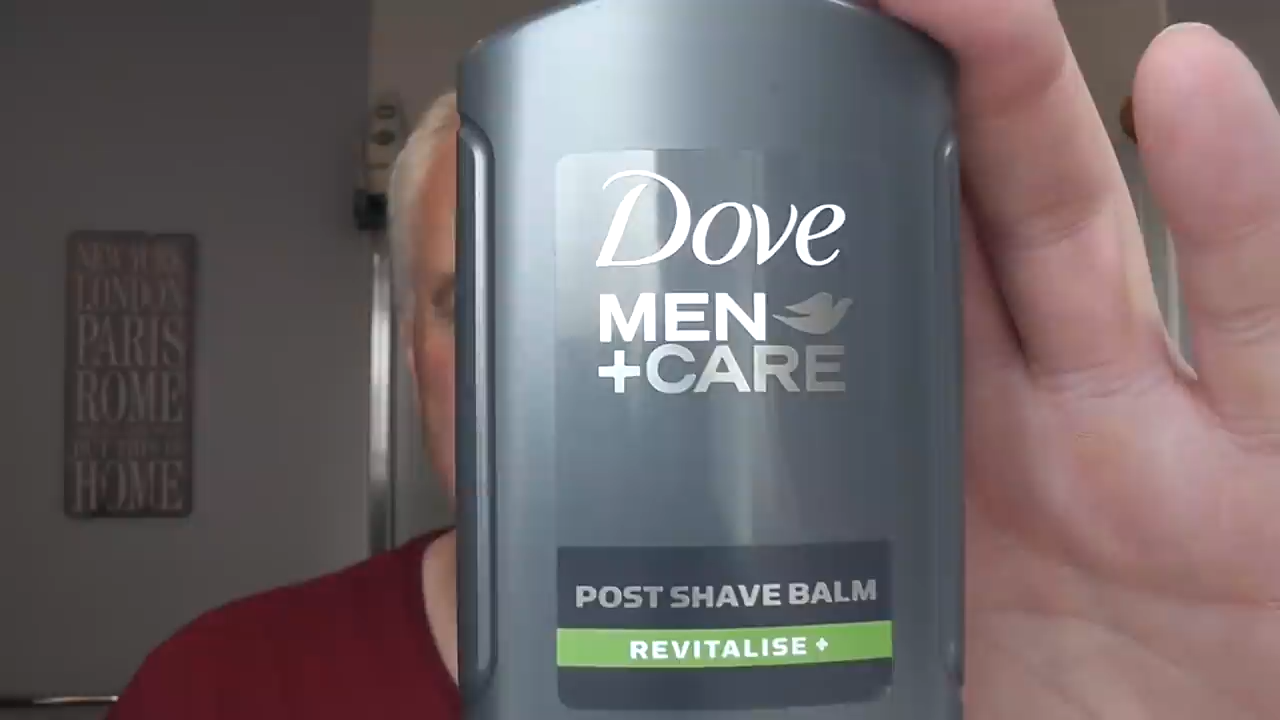 NEW YORK
LONDON
PARIS
ROME
HOME
Dove
MEN
+CARE
POST SHAVE BALM
REVITALISE +